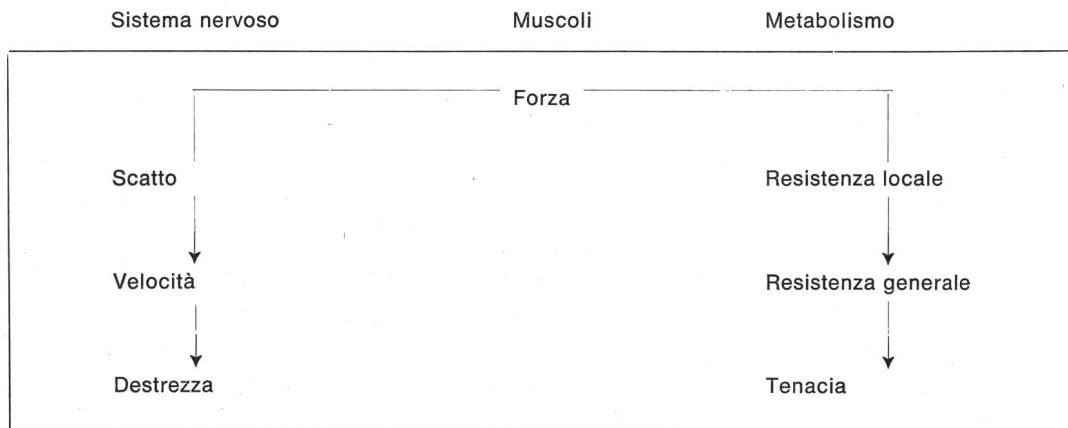 Sistema nervoso Muscoli Metabolismo
Forza
Scatto Resistenza locale
Velocità Resistenza generale
Destrezza Tenacia